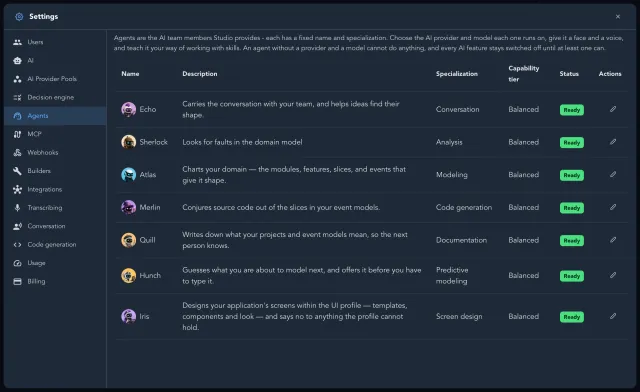 Settings
Users
AI
AI Provider Pools
Decision engine
Agents
MCP
Webhooks
Builders
Integrations
Transcribing
Conversation
Code generation
Usage
Billing
Agents are the AI team members Studio provides - each has a fixed name and specialization. Choose the AI provider and model each one runs on, give it a face and a voice,
and teach it your way of working with skills. An agent without a provider and a model cannot do anything, and every AI feature stays switched off until at least one can.
Name Description Specialization Capability tier Status Actions
Echo Carries the conversation with your team, and helps ideas find their
shape. Conversation Balanced Ready
Sherlock Looks for faults in the domain model Analysis Balanced Ready
Atlas Charts your domain — the modules, features, slices, and events that
give it shape. Modeling Balanced Ready
Merlin Conjures source code out of the slices in your event models. Code generation Balanced Ready
Quill Writes down what your projects and event models mean, so the next
person knows. Documentation Balanced Ready
Hunch Guesses what you are about to model next, and offers it before you have
to type it. Predictive modeling Balanced Ready
Iris Designs your application's screens within the UI profile — templates,
components and look — and says no to anything the profile cannot
hold. Screen design Balanced Ready